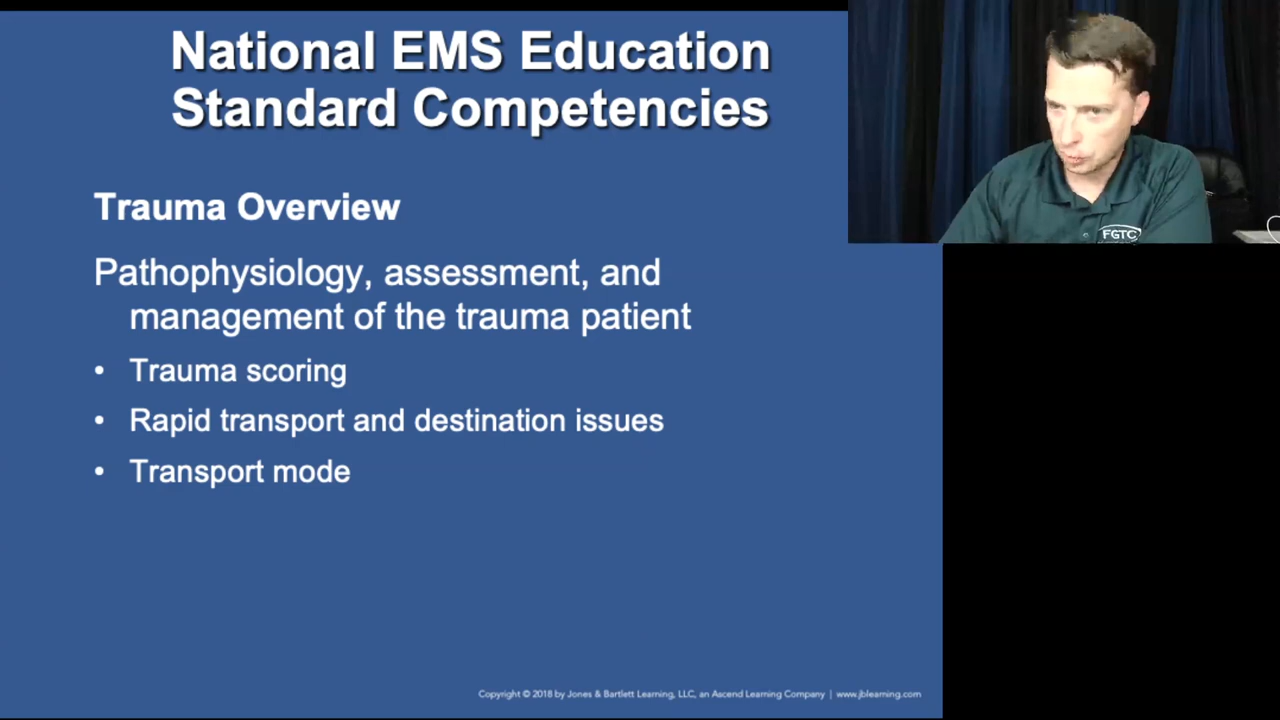 National EMS Education
Standard Competencies
Trauma Overview
Pathophysiology, assessment, and
management of the trauma patient
• Trauma scoring
• Rapid transport and destination issues
• Transport mode
FGTC
Copyright © 2018 by Jones & Bartlett Learning, LLC, an Ascend Learning Company | www.jblearning.com